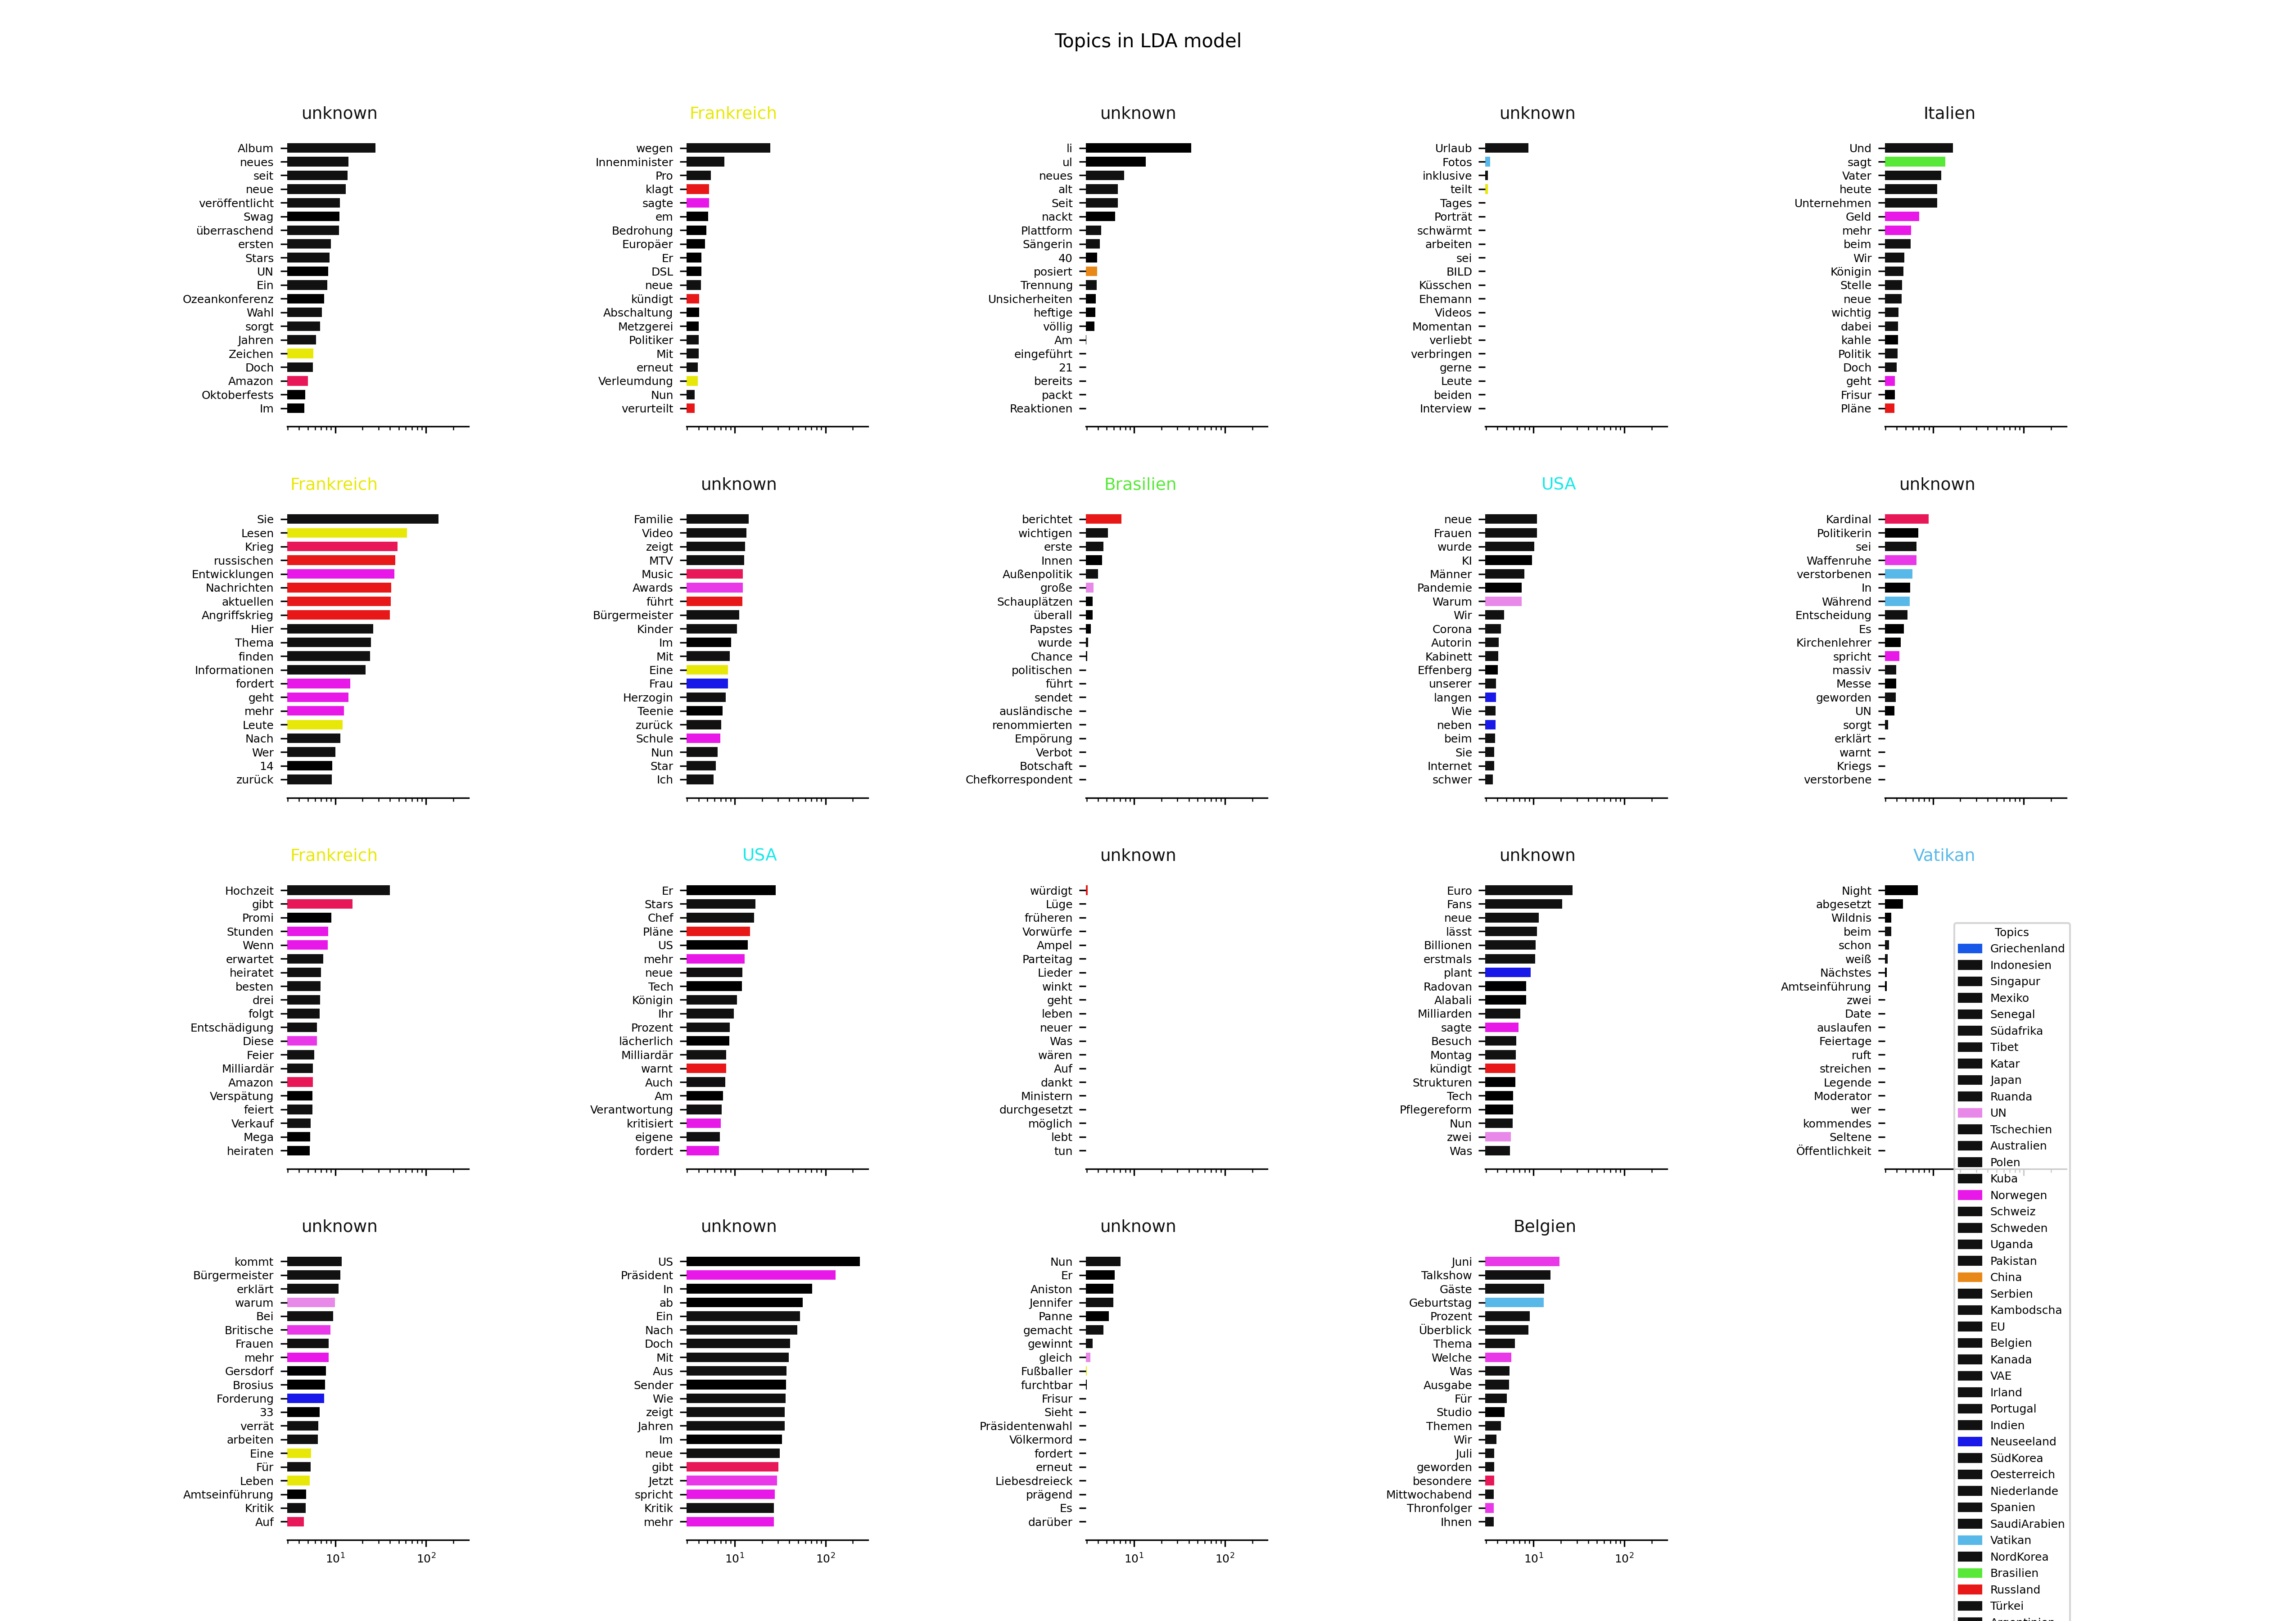 Topics in LDA model
unknown
Album
neues
seit
neue
veröffentlicht
Swag
überraschend
ersten
Stars
UN
Ein
Ozeankonferenz
Wahl
sorgt
Jahren
Zeichen
Doch
Amazon
Oktoberfests
Im
Frankreich
wegen
Innenminister
Pro
klagt
sagte
em
Bedrohung
Europäer
Er
DSL
neue
kündigt
Abschaltung
Metzgerei
Politiker
Mit
erneut
Verleumdung
Nun
verurteilt
unknown
li
ul
neues
alt
Seit
nackt
Plattform
Sängerin
40
posiert
Trennung
Unsicherheiten
heftige
völlig
Am
eingeführt
21
bereits
packt
Reaktionen
unknown
Urlaub
Fotos
inklusive
teilt
Tages
Porträt
schwärmt
arbeiten
sei
BILD
Küsschen
Ehemann
Videos
Momentan
verliebt
verbringen
gerne
Leute
beiden
Interview
Italien
Und
sagt
Vater
heute
Unternehmen
Geld
mehr
beim
Wir
Königin
Stelle
neue
wichtig
dabei
kahle
Politik
Doch
geht
Frisur
Pläne
Frankreich
Sie
Lesen
Krieg
russischen
Entwicklungen
Nachrichten
aktuellen
Angriffskrieg
Hier
Thema
finden
Informationen
fordert
geht
mehr
Leute
Nach
Wer
14
zurück
unknown
Familie
Video
zeigt
MTV
Music
Awards
führt
Bürgermeister
Kinder
Im
Mit
Eine
Frau
Herzogin
Teenie
zurück
Schule
Nun
Star
Ich
Brasilien
berichtet
wichtigen
erste
Innen
Außenpolitik
große
Schauplätzen
überall
Papstes
wurde
Chance
politischen
führt
sendet
ausländische
renommierten
Empörung
Verbot
Botschaft
Chefkorrespondent
USA
neue
Frauen
wurde
KI
Männer
Pandemie
Warum
Wir
Corona
Autorin
Kabinett
Effenberg
unserer
langen
Wie
neben
beim
Sie
Internet
schwer
unknown
Kardinal
Politikerin
sei
Waffenruhe
verstorbenen
In
Während
Entscheidung
Es
Kirchenlehrer
spricht
massiv
Messe
geworden
UN
sorgt
erklärt
warnt
Kriegs
verstorbene
Frankreich
Hochzeit
gibt
Promi
Stunden
Wenn
erwartet
heiratet
besten
drei
folgt
Entschädigung
Diese
Feier
Milliardär
Amazon
Verspätung
feiert
Verkauf
Mega
heiraten
USA
Er
Stars
Chef
Pläne
US
mehr
neue
Tech
Königin
Ihr
Prozent
lächerlich
Milliardär
warnt
Auch
Am
Verantwortung
kritisiert
eigene
fordert
unknown
würdigt
Lüge
früheren
Vorwürfe
Ampel
Parteitag
Lieder
winkt
geht
leben
neuer
Was
wären
Auf
dankt
Ministern
durchgesetzt
möglich
lebt
tun
unknown
Euro
Fans
neue
lässt
Billionen
erstmals
plant
Radovan
Alabali
Milliarden
sagte
Besuch
Montag
kündigt
Strukturen
Tech
Pflegereform
Nun
zwei
Was
Vatikan
Night
abgesetzt
Wildnis
beim
schon
weiß
Nächstes
Amtseinführung
zwei
Date
auslaufen
Feiertage
ruft
streichen
Legende
Moderator
wer
kommendes
Seltene
Öffentlichkeit
unknown
kommt
Bürgermeister
erklärt
warum
Bei
Britische
Frauen
mehr
Gersdorf
Brosius
Forderung
33
verrät
arbeiten
Eine
Für
Leben
Amtseinführung
Kritik
Auf
10¹ 10²
unknown
US
Präsident
In
ab
Ein
Nach
Doch
Mit
Aus
Sender
Wie
zeigt
Jahren
Im
neue
gibt
Jetzt
spricht
Kritik
mehr
10¹ 10²
unknown
Nun
Er
Aniston
Jennifer
Panne
gemacht
gewinnt
gleich
Fußballer
furchtbar
Frisur
Sieht
Präsidentenwahl
Völkermord
fordert
erneut
Liebesdreieck
prägend
Es
darüber
10¹ 10²
Belgien
Juni
Talkshow
Gäste
Geburtstag
Prozent
Überblick
Thema
Welche
Was
Ausgabe
Für
Studio
Themen
Wir
Juli
geworden
besondere
Mittwochabend
Thronfolger
Ihnen
10¹ 10²
Topics
Griechenland
Indonesien
Singapur
Mexiko
Senegal
Südafrika
Tibet
Katar
Japan
Ruanda
UN
Tschechien
Australien
Polen
Kuba
Norwegen
Schweiz
Schweden
Uganda
Pakistan
China
Serbien
Kambodscha
EU
Belgien
Kanada
VAE
Irland
Portugal
Indien
Neuseeland
SüdKorea
Oesterreich
Niederlande
Spanien
SaudiArabien
Vatikan
NordKorea
Brasilien
Russland
Türkei